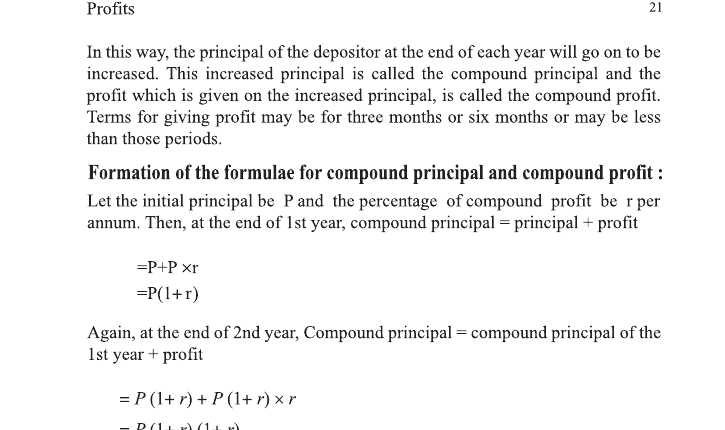 Profits 21
In this way, the principal of the depositor at the end of each year will go on to be
increased. This increased principal is called the compound principal and the
profit which is given on the increased principal, is called the compound profit.
Terms for giving profit may be for three months or six months or may be less
than those periods.
Formation of the formulae for compound principal and compound profit :
Let the initial principal be P and the percentage of compound profit be r per
annum. Then, at the end of 1st year, compound principal = principal + profit
=P+P ×r
=P(1+r)
Again, at the end of 2nd year, Compound principal = compound principal of the
1st year + profit
= P (1+ r) + P (1+ r) × r
= P (1+ r) (1+ r)